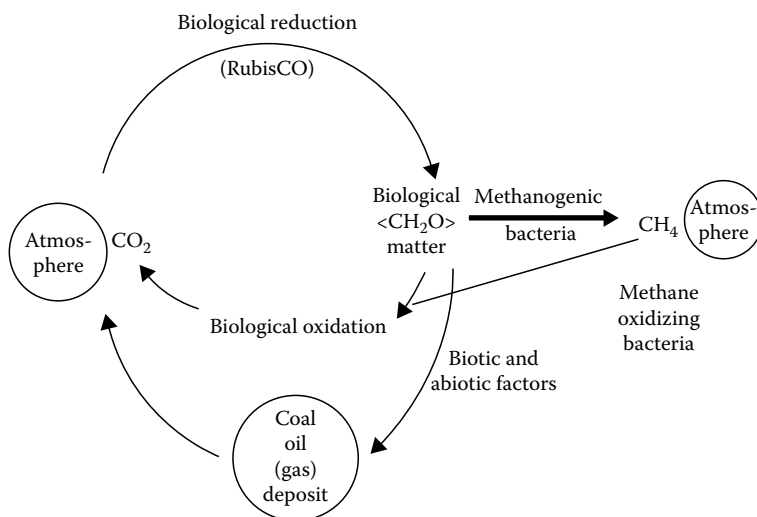 Biological reduction
(RubisCO)
Biological
<CH₂O>
matter
Methanogenic
bacteria
CH₄
Atmos-
phere
Atmos-
phere
CO₂
Biological oxidation
Methane
oxidizing
bacteria
Biotic and
abiotic factors
Coal
oil
(gas)
deposit